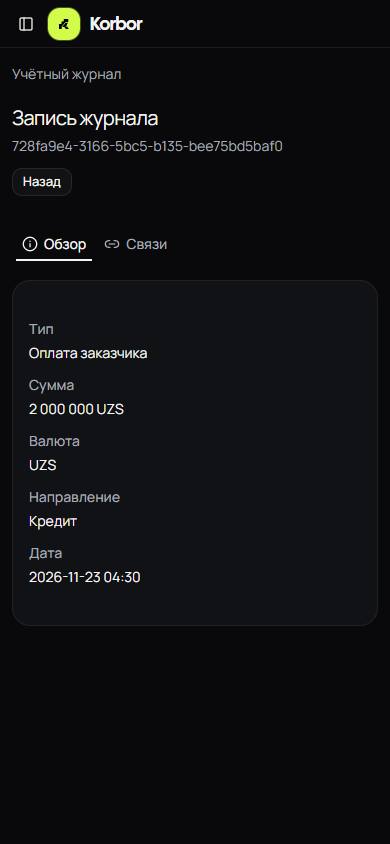 Korbor
Учётный журнал
Запись журнала
728fa9e4-3166-5bc5-b135-bee75bd5baf0
Назад
Обзор Связи
Тип
Оплата заказчика
Сумма
2 000 000 UZS
Валюта
UZS
Направление
Кредит
Дата
2026-11-23 04:30